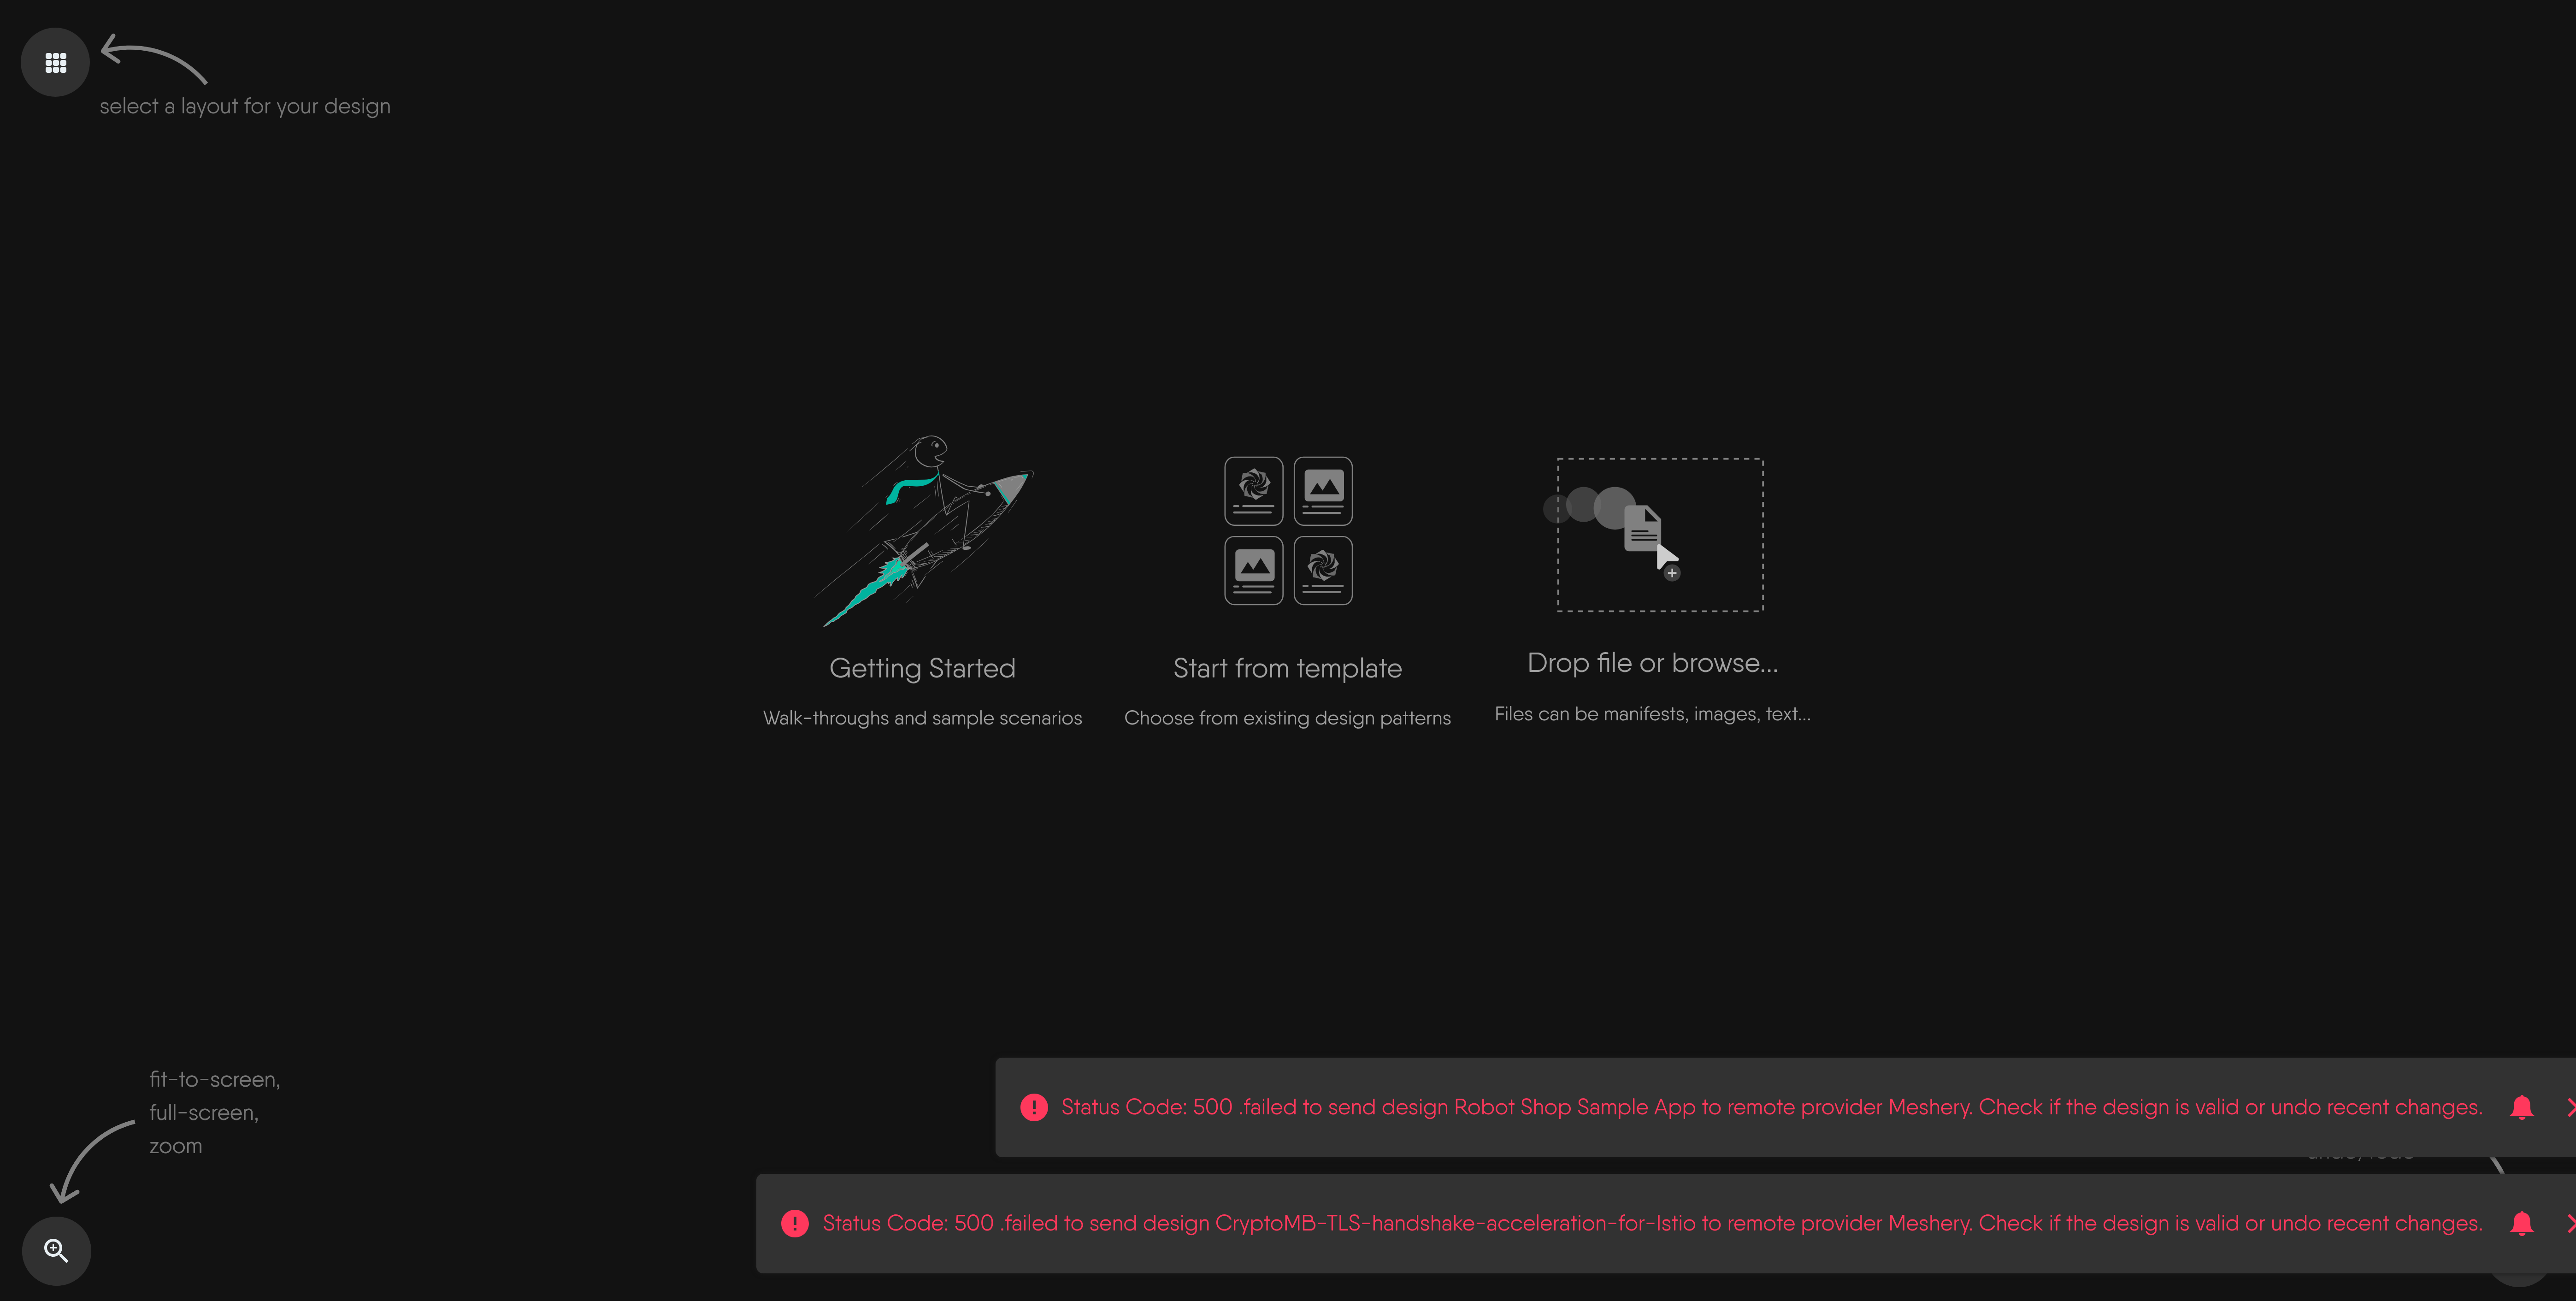 select a layout for your design
Getting Started
Walk-throughs and sample scenarios
Start from template
Choose from existing design patterns
Drop file or browse...
Files can be manifests, images, text...
fit-to-screen,
full-screen,
zoom
Status Code: 500 .failed to send design Robot Shop Sample App to remote provider Meshery. Check if the design is valid or undo recent changes.
Status Code: 500 .failed to send design CryptoMB-TLS-handshake-acceleration-for-Istio to remote provider Meshery. Check if the design is valid or undo recent changes.